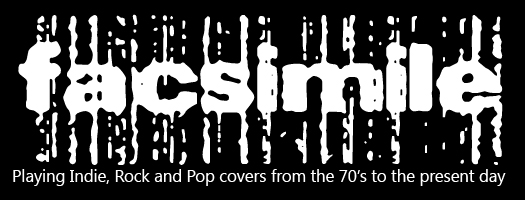 facsimile
Playing Indie, Rock and Pop covers from the 70's to the present day